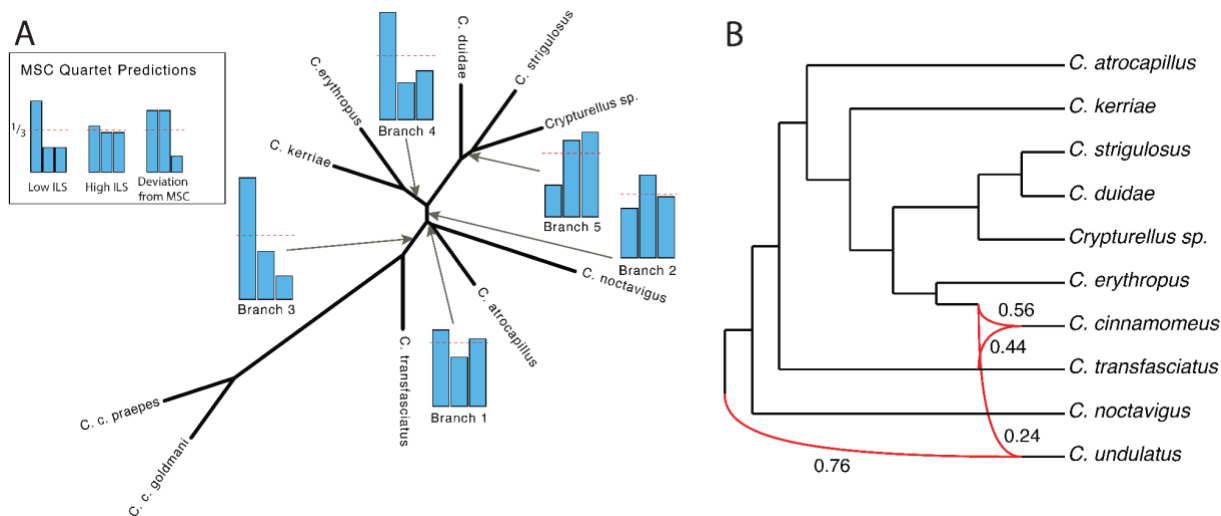 A
MSC Quartet Predictions
1/3
Low ILS
High ILS
Deviation
from MSC
C. kerriae
C.erythropus
Branch 4
C. duidae
C. strigulosus
Crypturellus sp.
Branch 5
Branch 2
Branch 3
C. noctavigus
C. atrocapillus
Branch 1
C. transfasciatus
C. c. praepes
C. c. goldmani
B
C. atrocapillus
C. kerriae
C. strigulosus
C. duidae
Crypturellus sp.
C. erythropus
0.56
C. cinnamomeus
0.44
C. transfasciatus
C. noctavigus
0.24
C. undulatus
0.76